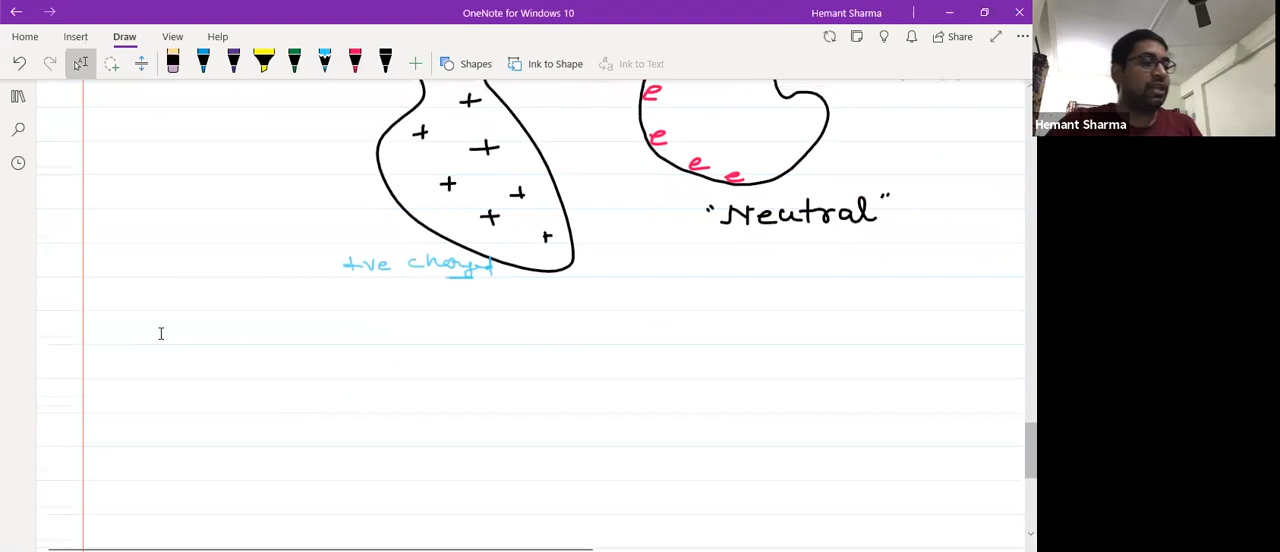 OneNote for Windows 10
Hemant Sharma
Home Insert Draw View Help
Share
Shapes Ink to Shape Ink to Text
+ e
+ + e
+ + e e
+ "Neutral"
+
+ve charged
Hemant Sharma